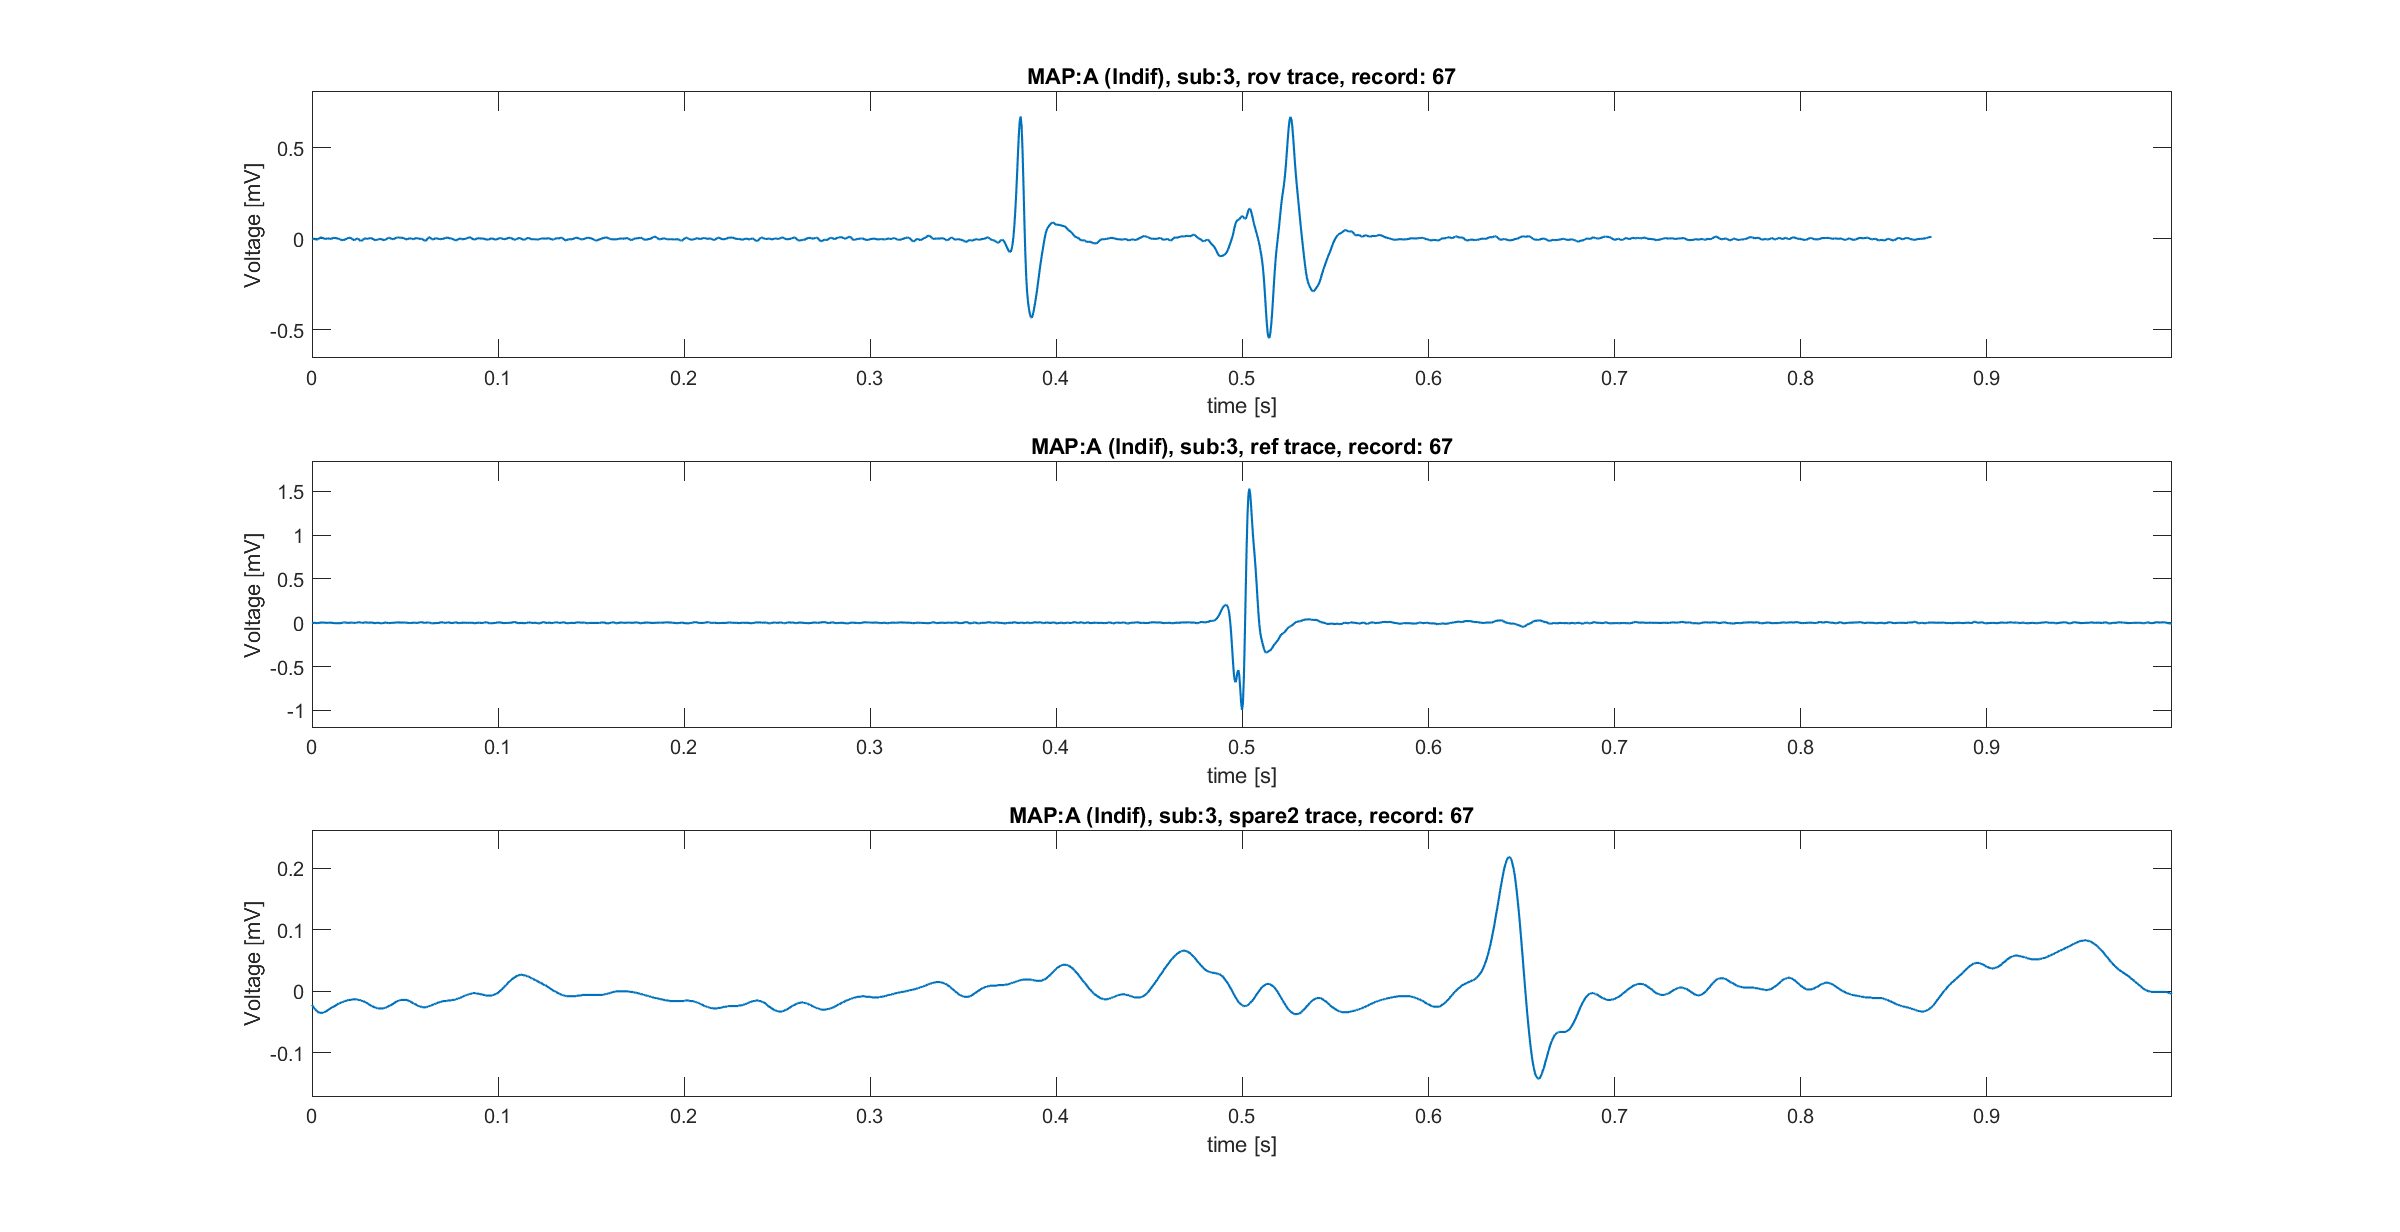 MAP:A (Indif), sub:3, rov trace, record: 67
Voltage [mV]
0.5
0
-0.5
0 0.1 0.2 0.3 0.4 0.5 0.6 0.7 0.8 0.9
time [s]
MAP:A (Indif), sub:3, ref trace, record: 67
Voltage [mV]
1.5
1
0.5
0
-0.5
-1
0 0.1 0.2 0.3 0.4 0.5 0.6 0.7 0.8 0.9
time [s]
MAP:A (Indif), sub:3, spare2 trace, record: 67
Voltage [mV]
0.2
0.1
0
-0.1
0 0.1 0.2 0.3 0.4 0.5 0.6 0.7 0.8 0.9
time [s]